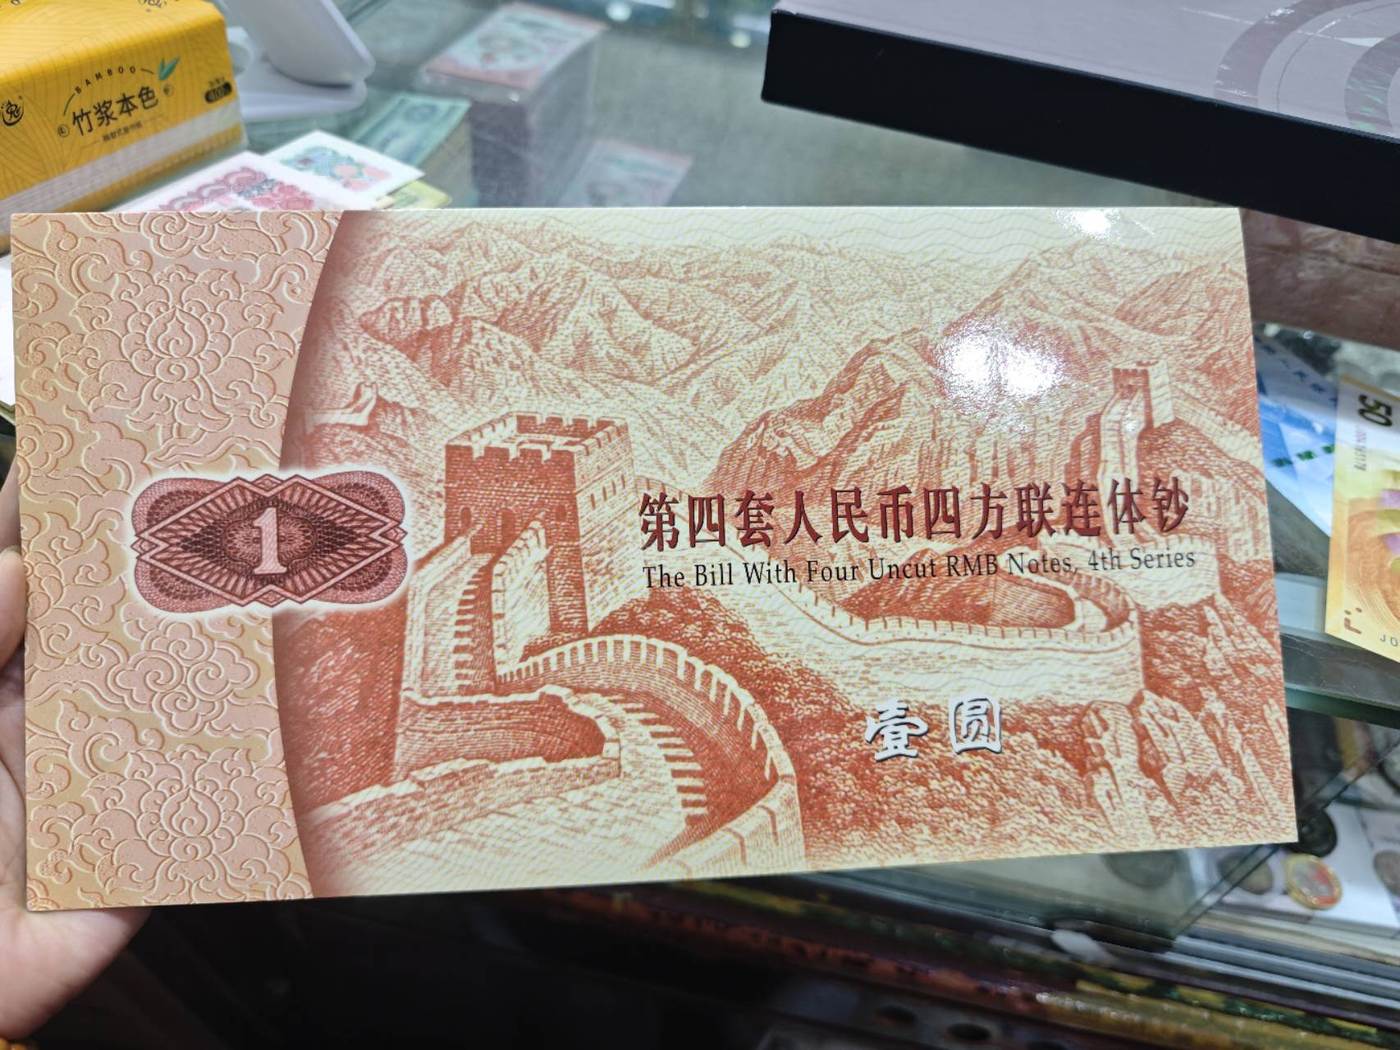 BAMBOO
竹浆本色
1
第四套人民币四方联连体钞
The Bill With Four Uncut RMB Notes, 4th Series
壹圆
50